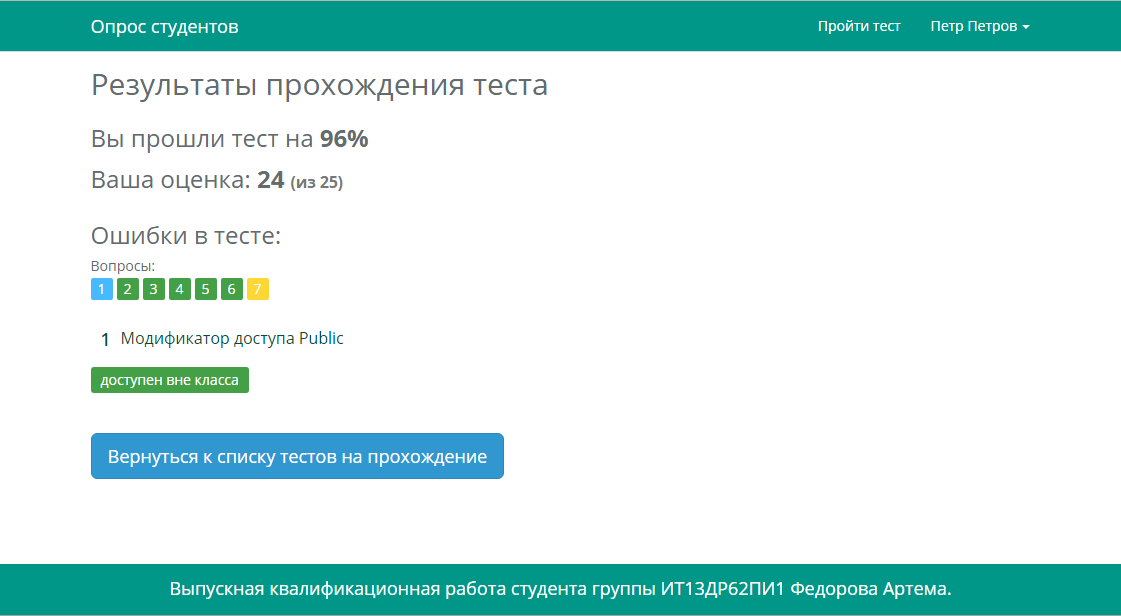 Опрос студентов
Пройти тест
Петр Петров
Результаты прохождения теста
Вы прошли тест на 96%
Ваша оценка: 24 (из 25)
Ошибки в тесте:
Вопросы:
1 2 3 4 5 6 7
1 Модификатор доступа Public
доступен вне класса
Вернуться к списку тестов на прохождение
Выпускная квалификационная работа студента группы ИТ13ДР62ПИ1 Федорова Артема.